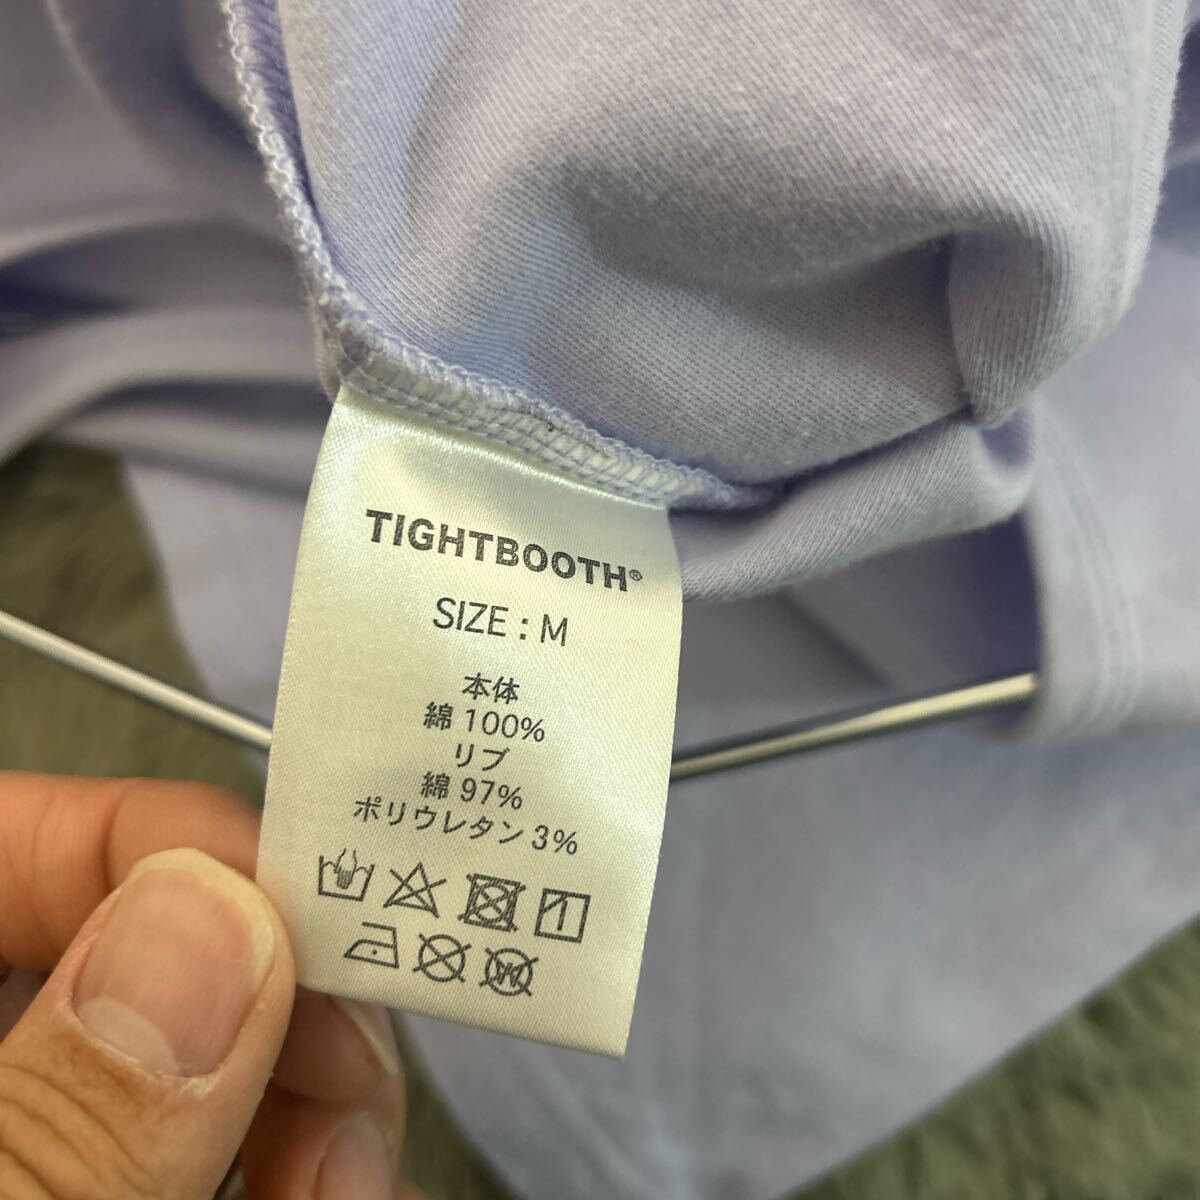 TIGHTBOOTH®
SIZE : M
本体
綿 100%
リブ
綿 97%
ポリウレタン 3%
W